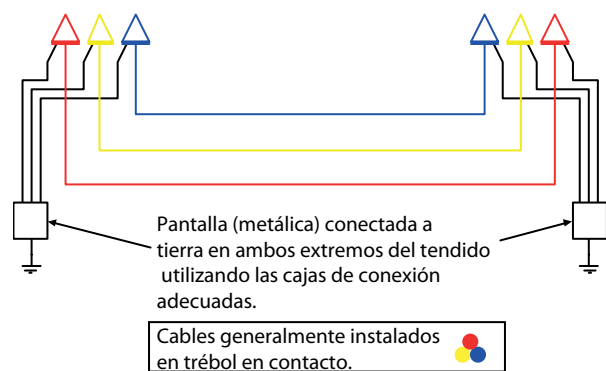 Pantalla (metálica) conectada a
tierra en ambos extremos del tendido
utilizando las cajas de conexión
adecuadas.
Cables generalmente instalados
en trébol en contacto.